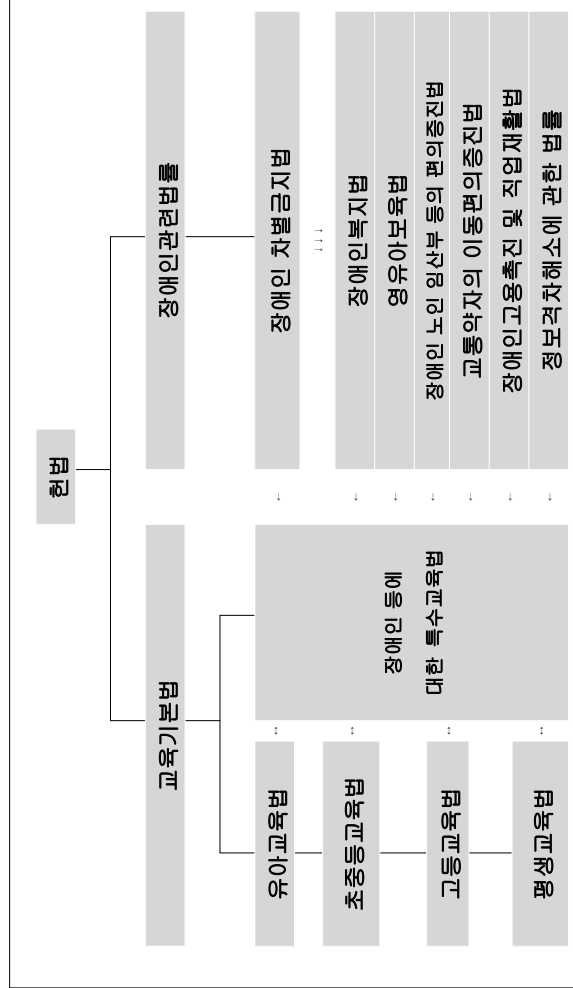 헌법
교육기본법
장애인관련법률
유아교육법
초중등교육법
고등교육법
평생교육법
장애인 등에
대한 특수교육법
장애인 차별금지법
장애인복지법
영유아보육법
장애인 노인 임산부 등의 편의증진법
교통약자의 이동편의증진법
장애인고용촉진 및 직업재활법
정보격차해소에 관한 법률